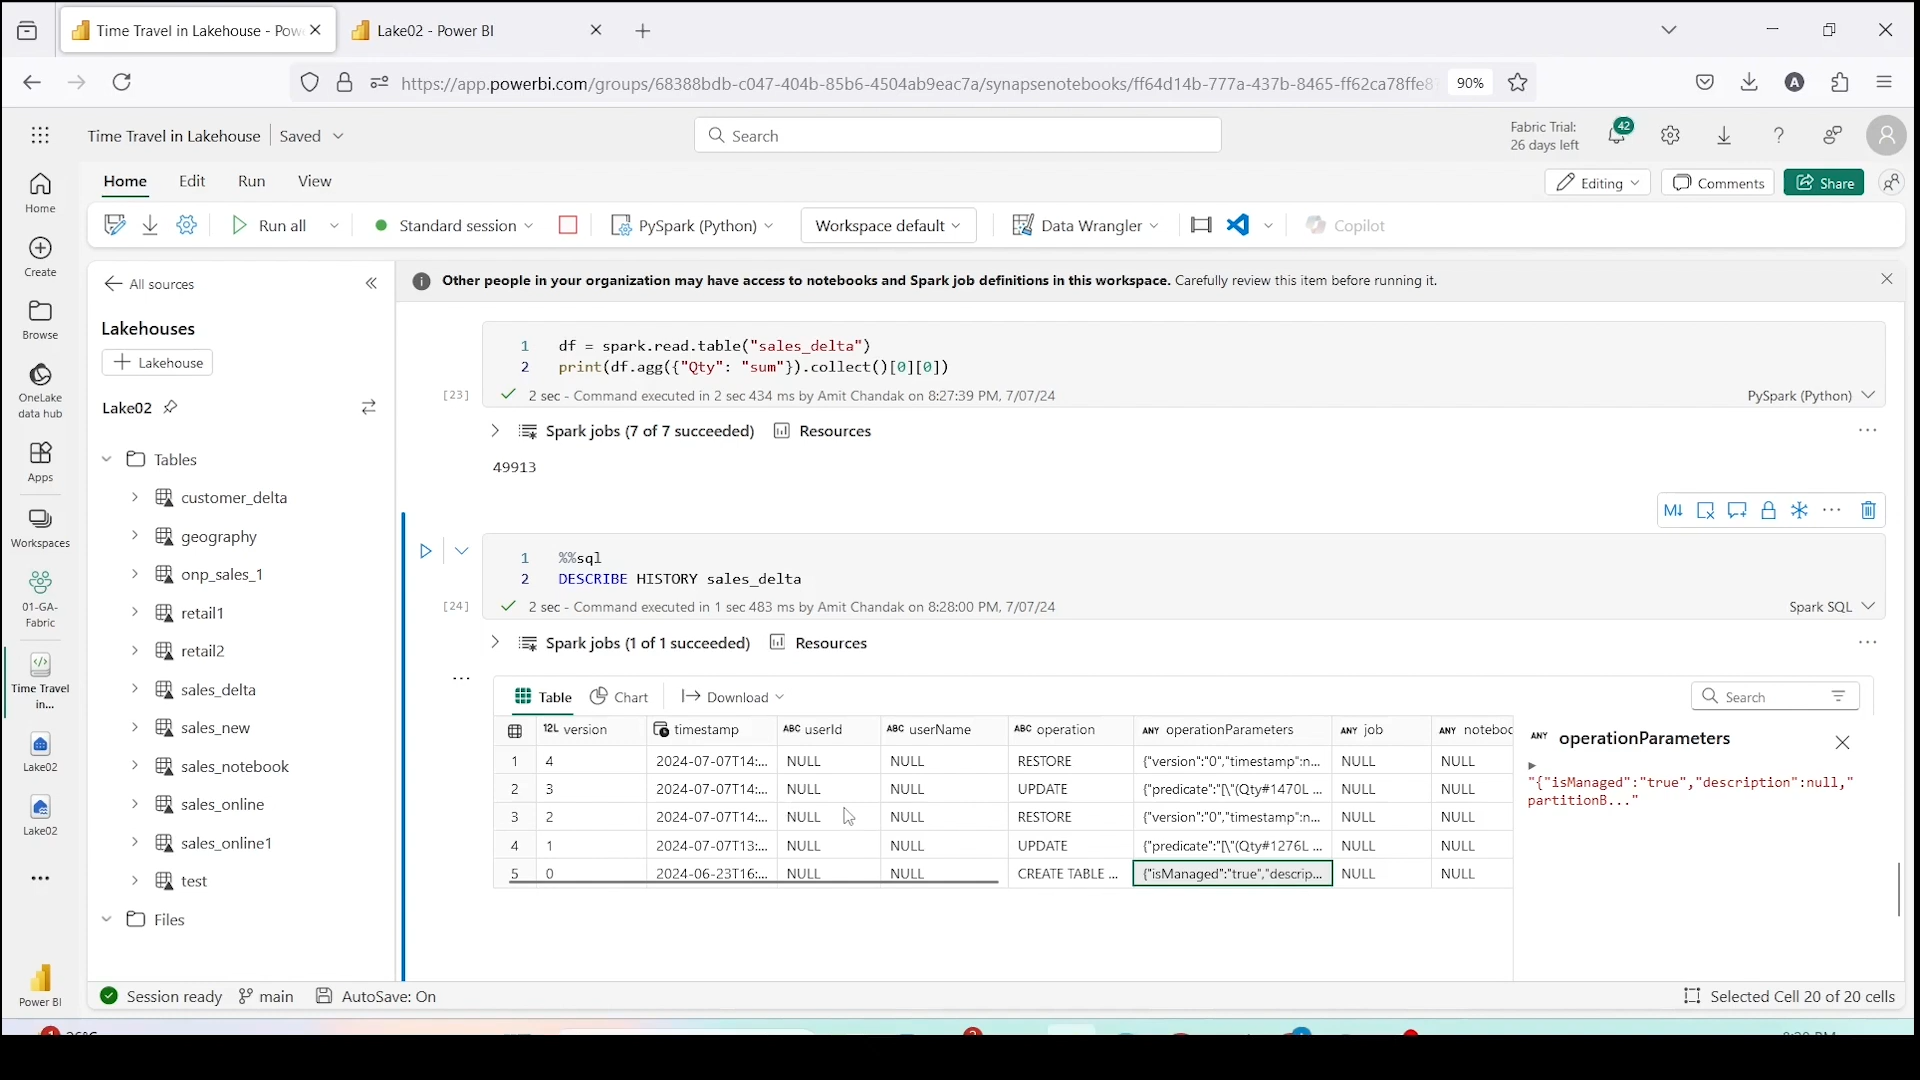 Time Travel in Lakehouse - Pow
Lake02 - Power BI
https://app.powerbi.com/groups/68388bdb-c047-404b-85b6-4504ab9eac7a/synapsenotebooks/ff64d14b-777a-437b-8465-ff62ca78ffe8
90%
A
Time Travel in Lakehouse
Saved
Search
Fabric Trial:
26 days left
42
?
Home
Edit
Run
View
Editing
Comments
Share
Run all
Standard session
PySpark (Python)
Workspace default
Data Wrangler
Copilot
Home
Create
Browse
OneLake
data hub
Apps
Workspaces
01-GA-
Fabric
Time Travel
in...
Lake02
Lake02
Power BI
All sources
Lakehouses
Lakehouse
Lake02
Tables
customer_delta
geography
onp_sales_1
retail1
retail2
sales_delta
sales_new
sales_notebook
sales_online
sales_online1
test
Files
Other people in your organization may have access to notebooks and Spark job definitions in this workspace. Carefully review this item before running it.
1 df = spark.read.table("sales_delta")
2 print(df.agg({"Qty": "sum"}).collect()[0][0])
[23] 2 sec - Command executed in 2 sec 434 ms by Amit Chandak on 8:27:39 PM, 7/07/24 PySpark (Python)
Spark jobs (7 of 7 succeeded) Resources
49913
M↓
1 %%sql
2 DESCRIBE HISTORY sales_delta
[24] 2 sec - Command executed in 1 sec 483 ms by Amit Chandak on 8:28:00 PM, 7/07/24 Spark SQL
Spark jobs (1 of 1 succeeded) Resources
Table Chart Download Search
12L version timestamp ABC userId ABC userName ABC operation ANY operationParameters ANY job ANY noteboo
1 4 2024-07-07T14:... NULL NULL RESTORE {"version":"0","timestamp":n... NULL NULL
2 3 2024-07-07T14:... NULL NULL UPDATE {"predicate":"[\"(Qty#1470L ... NULL NULL
3 2 2024-07-07T14:... NULL NULL RESTORE {"version":"0","timestamp":n... NULL NULL
4 1 2024-07-07T13:... NULL NULL UPDATE {"predicate":"[\"(Qty#1276L ... NULL NULL
5 0 2024-06-23T16:... NULL NULL CREATE TABLE ... {"isManaged":"true","descrip... NULL NULL
ANY operationParameters
"{"isManaged":"true","description":null,"
partitionB..."
Session ready main AutoSave: On Selected Cell 20 of 20 cells